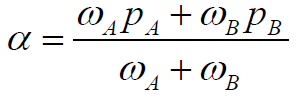 α = (ω_A p_A + ω_B p_B) / (ω_A + ω_B)